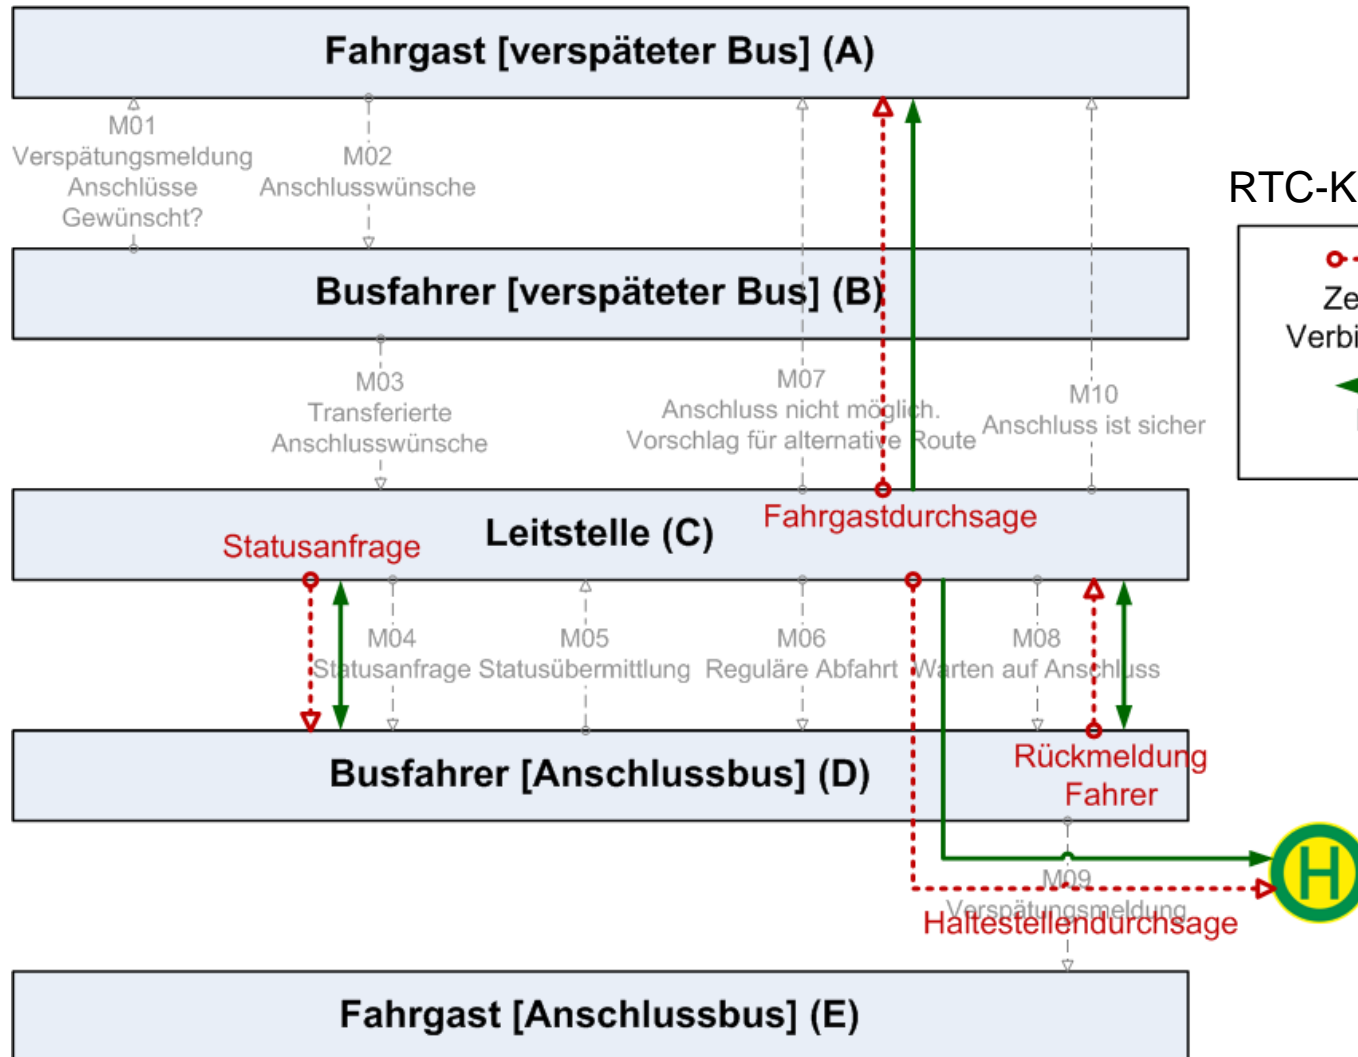 Fahrgast [verspäteter Bus] (A)
M01
Verspätungsmeldung
Anschlüsse
Gewünscht?
M02
Anschlusswünsche
RTC-K
Ze
Verbi
Busfahrer [verspäteter Bus] (B)
M03
Transferierte
Anschlusswünsche
M07
Anschluss nicht möglich.
Vorschlag für alternative Route
M10
Anschluss ist sicher
Fahrgastdurchsage
Leitstelle (C)
Statusanfrage
M04
Statusanfrage
M05
Statusübermittlung
M06
Reguläre Abfahrt
M08
Warten auf Anschluss
Busfahrer [Anschlussbus] (D)
Rückmeldung
Fahrer
H
M09
Verspätungsmeldung
Haltestellendurchsage
Fahrgast [Anschlussbus] (E)